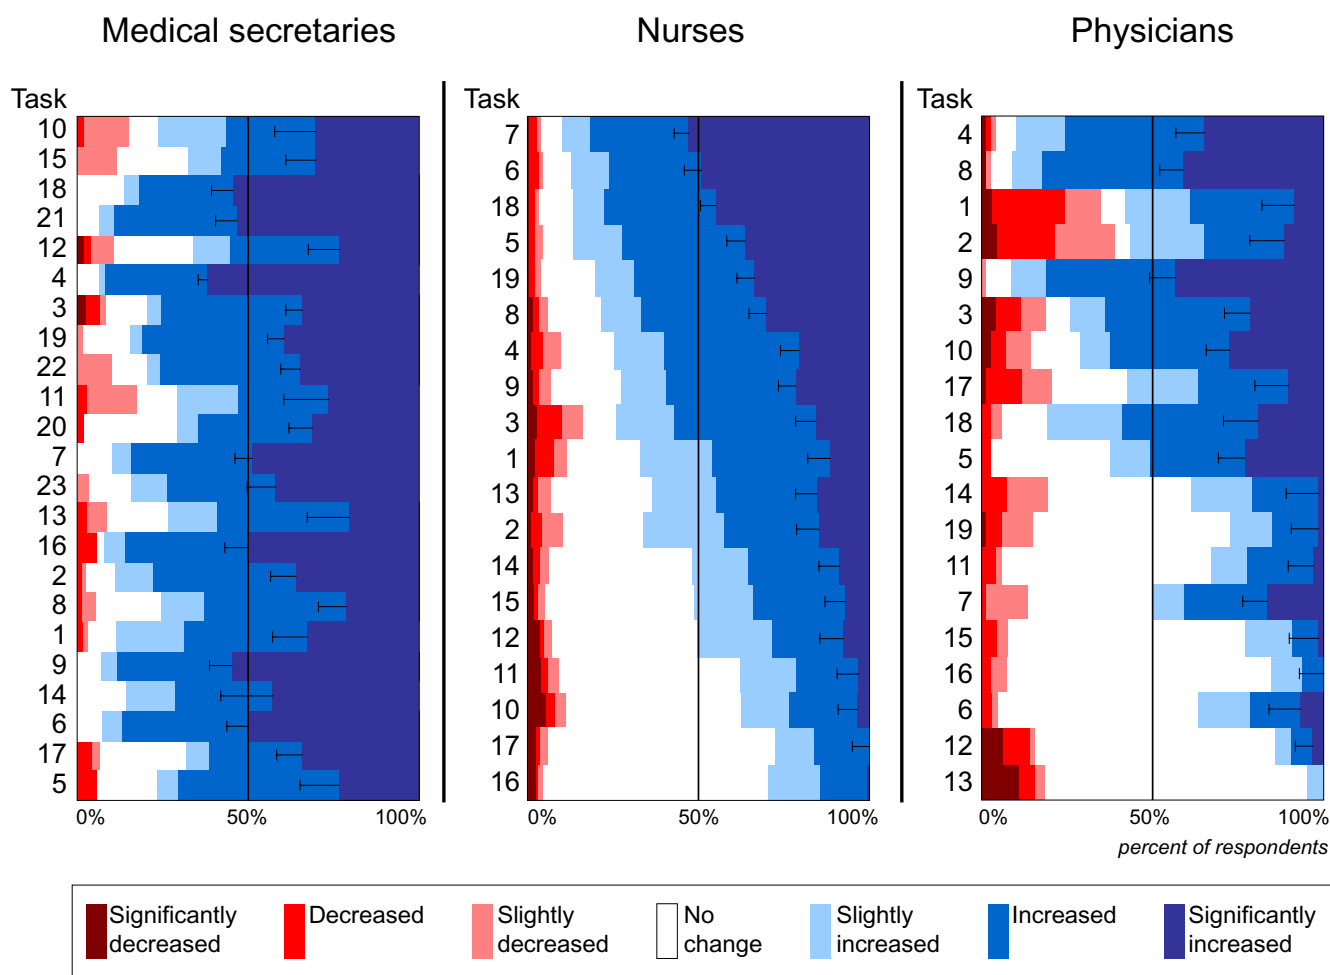 Medical secretaries
Nurses
Physicians
Task
10
15
18
21
12
4
3
19
22
11
20
7
23
13
16
2
8
1
9
14
6
17
5
0% 50% 100%
Task
7
6
18
5
19
8
4
9
3
1
13
2
14
15
12
11
10
17
16
0% 50% 100%
Task
4
8
1
2
9
3
10
17
18
5
14
19
11
7
15
16
6
12
13
0% 50% 100%
percent of respondents
Significantly
decreased
Decreased
Slightly
decreased
No
change
Slightly
increased
Increased
Significantly
increased